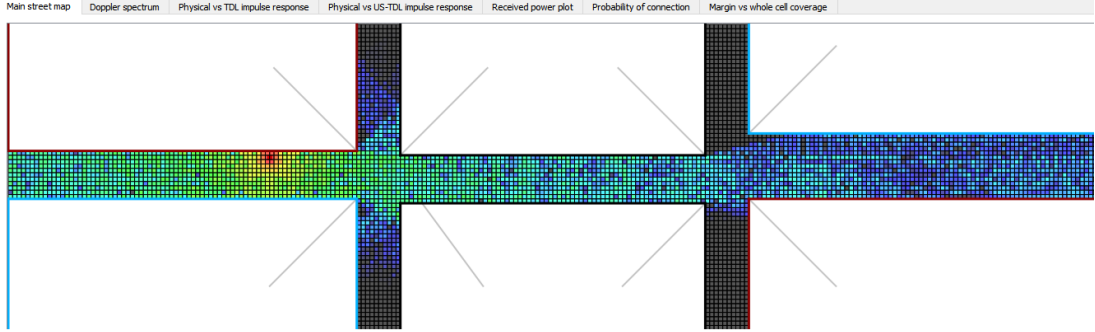 Main street map Doppler spectrum Physical vs TDL impulse response Physical vs US-TDL impulse response Received power plot Probability of connection Margin vs whole cell coverage